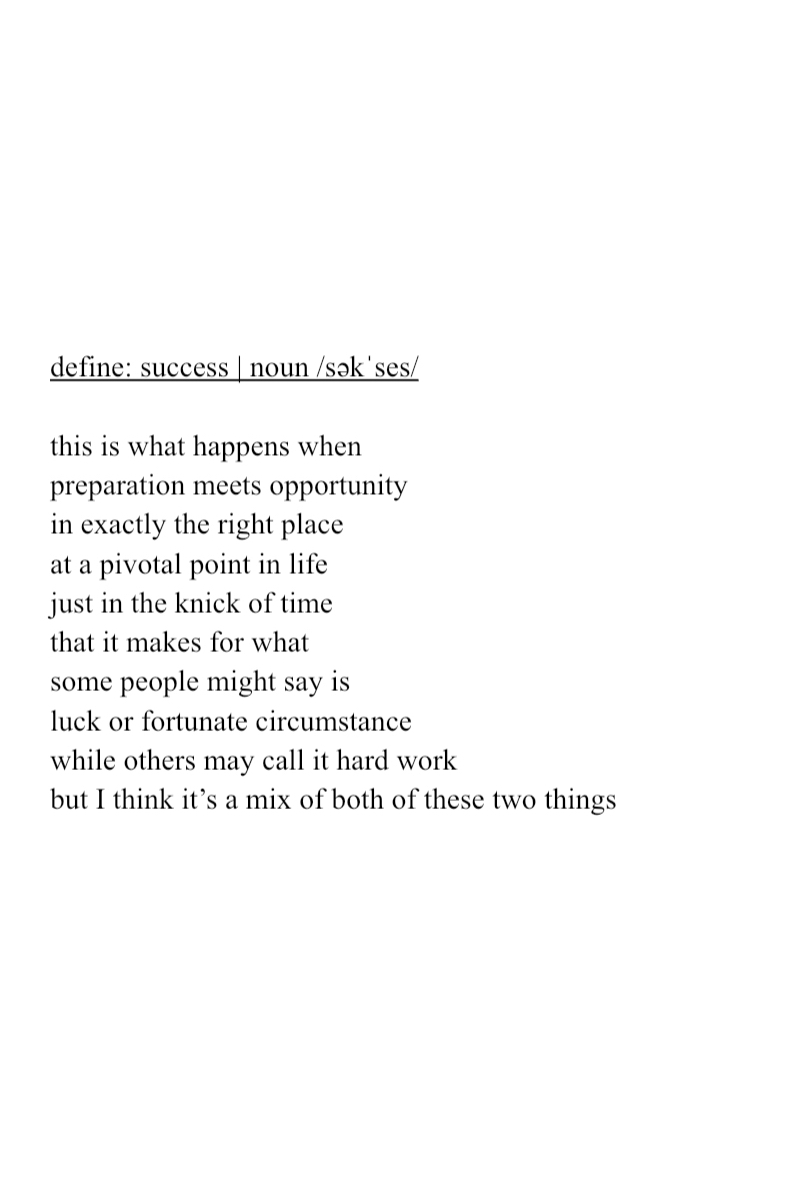 define: success | noun /səkˈses/
this is what happens when
preparation meets opportunity
in exactly the right place
at a pivotal point in life
just in the knick of time
that it makes for what
some people might say is
luck or fortunate circumstance
while others may call it hard work
but I think it’s a mix of both of these two things